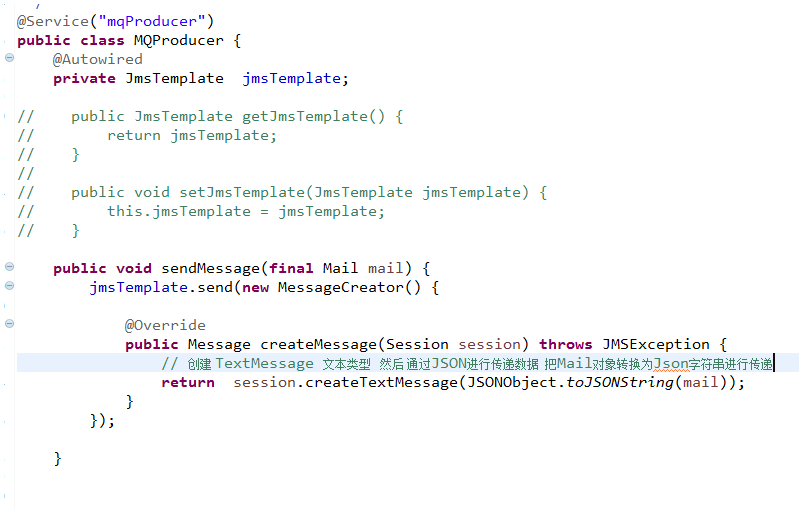 /
@Service("mqProducer")
public class MQProducer {
    @Autowired
    private JmsTemplate  jmsTemplate;

//    public JmsTemplate getJmsTemplate() {
//        return jmsTemplate;
//    }
//
//    public void setJmsTemplate(JmsTemplate jmsTemplate) {
//        this.jmsTemplate = jmsTemplate;
//    }

    public void sendMessage(final Mail mail) {
        jmsTemplate.send(new MessageCreator() {

            @Override
            public Message createMessage(Session session) throws JMSException {
                // 创建 TextMessage 文本类型 然后通过JSON进行传递数据 把Mail对象转换为Json字符串进行传递
                return  session.createTextMessage(JSONObject.toJSONString(mail));
            }
        });

    }